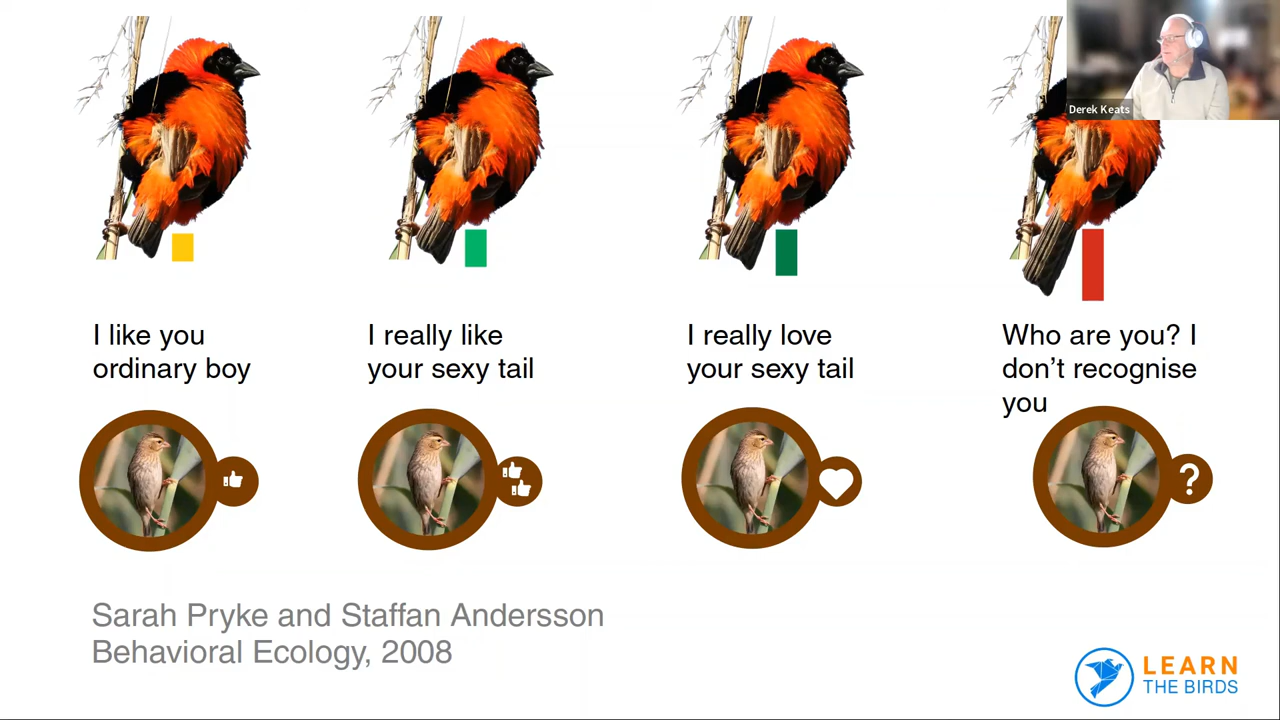 Derek Keats
I like you
ordinary boy
I really like
your sexy tail
I really love
your sexy tail
Who are you? I
don’t recognise
you
?
Sarah Pryke and Staffan Andersson
Behavioral Ecology, 2008
LEARN
THE BIRDS